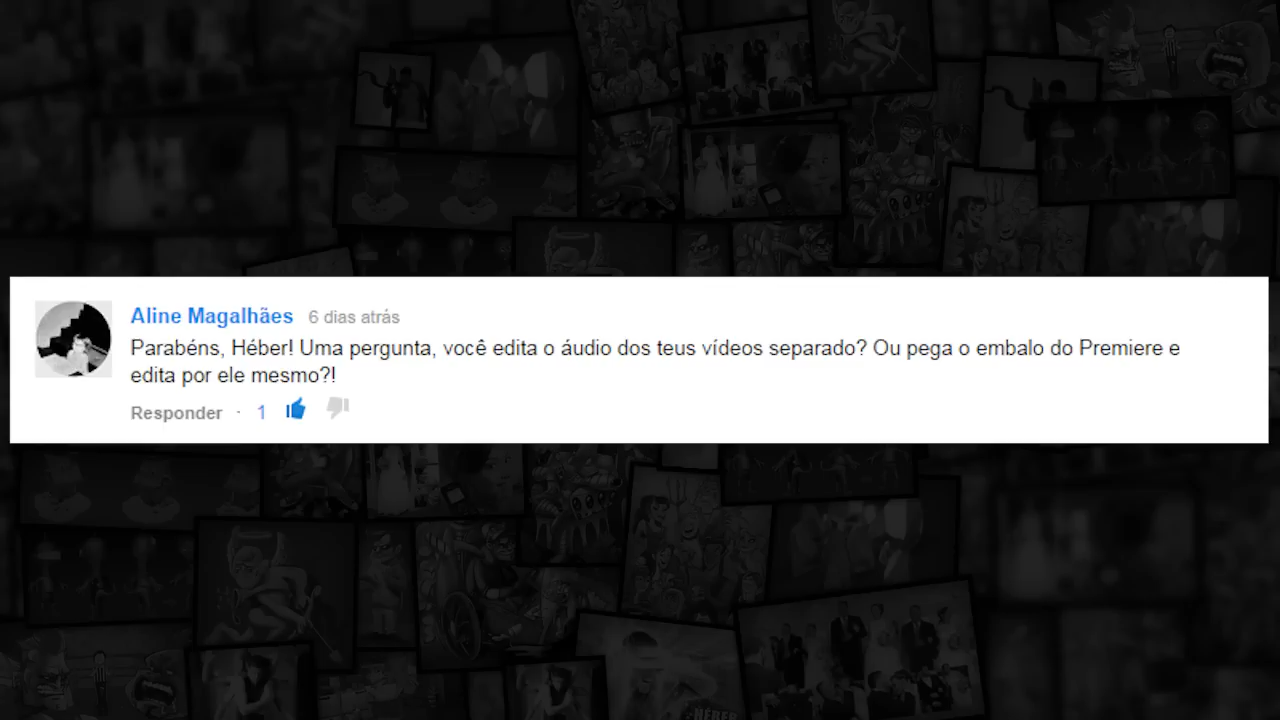 Aline Magalhães 6 dias atrás
Parabéns, Héber! Uma pergunta, você edita o áudio dos teus vídeos separado? Ou pega o embalo do Premiere e
edita por ele mesmo?!
Responder · 1
HÉBER